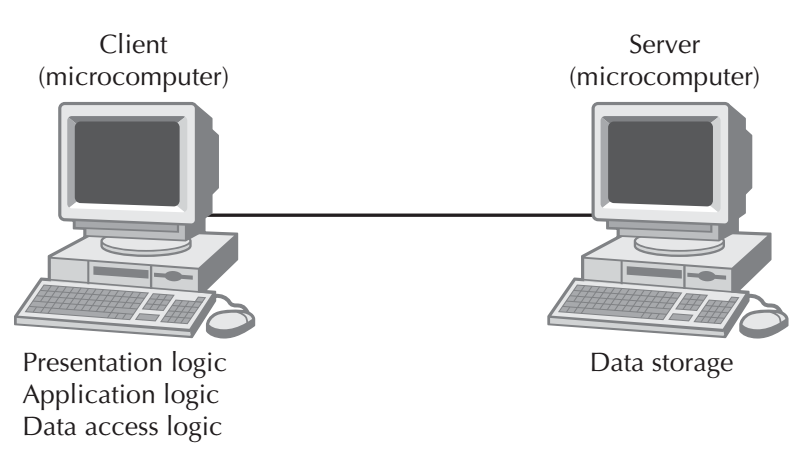 Client
(microcomputer)
Server
(microcomputer)
Presentation logic
Application logic
Data access logic
Data storage